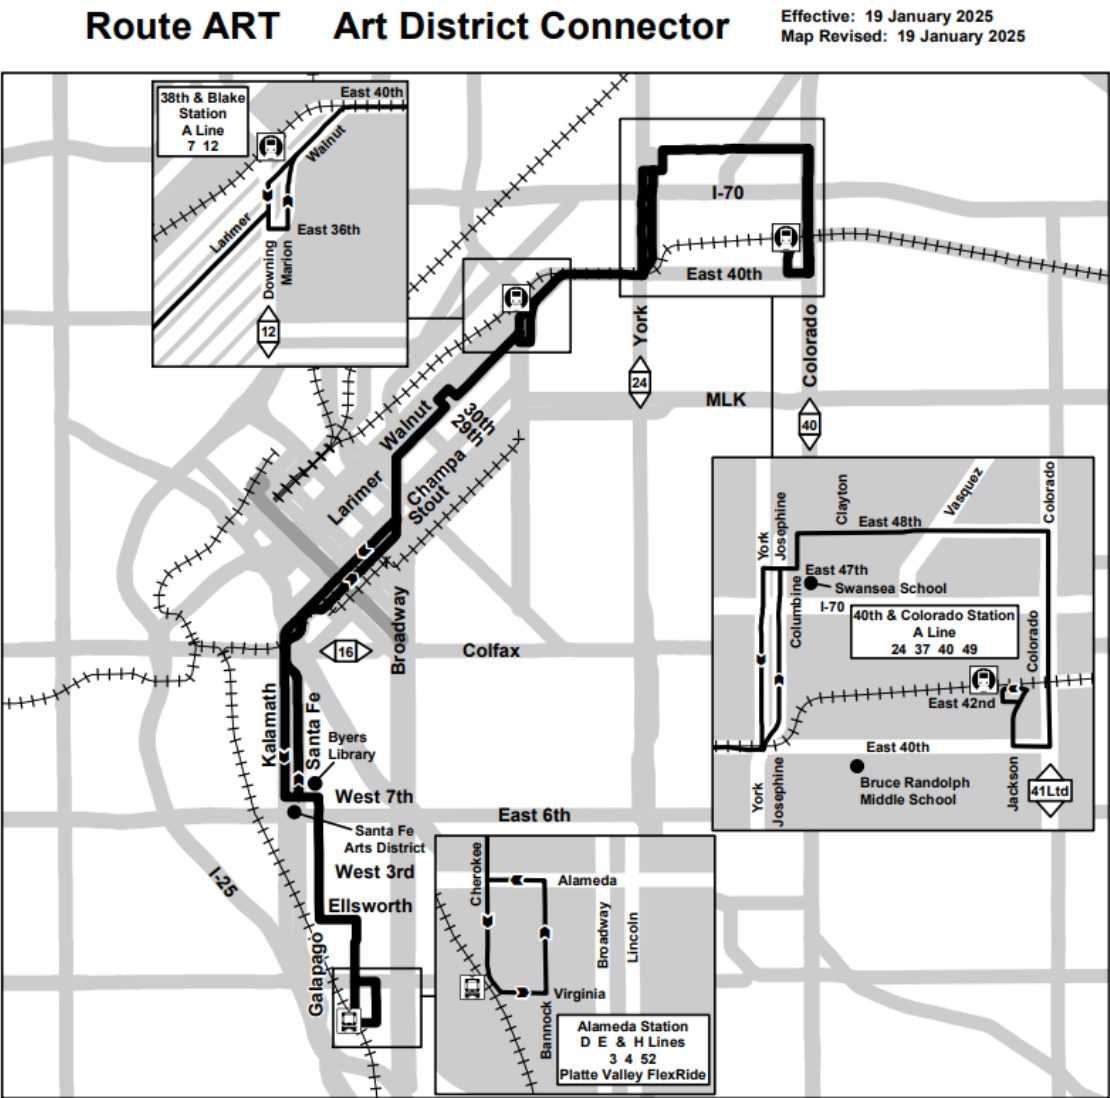 Route ART Art District Connector
Effective: 19 January 2025
Map Revised: 19 January 2025
38th & Blake
Station
A Line
7 12
East 40th
Walnut
Larimer
East 36th
Downing
Marion
12
I-70
East 40th
York
24
Colorado
40
MLK
Walnut
30th
29th
Larimer
Champa
Stout
Broadway
16
Colfax
Kalamath
Santa Fe
Byers
Library
West 7th
East 6th
Santa Fe
Arts District
West 3rd
I-25
Ellsworth
Galapago
York
Josephine
Clayton
East 48th
Vasquez
Colorado
East 47th
Swansea School
Columbine
I-70
40th & Colorado Station
A Line
24 37 40 49
Colorado
East 42nd
East 40th
York
Josephine
Bruce Randolph
Middle School
Jackson
41Ltd
Cherokee
Alameda
Broadway
Lincoln
Virginia
Bannock
Alameda Station
D E & H Lines
3 4 52
Platte Valley FlexRide